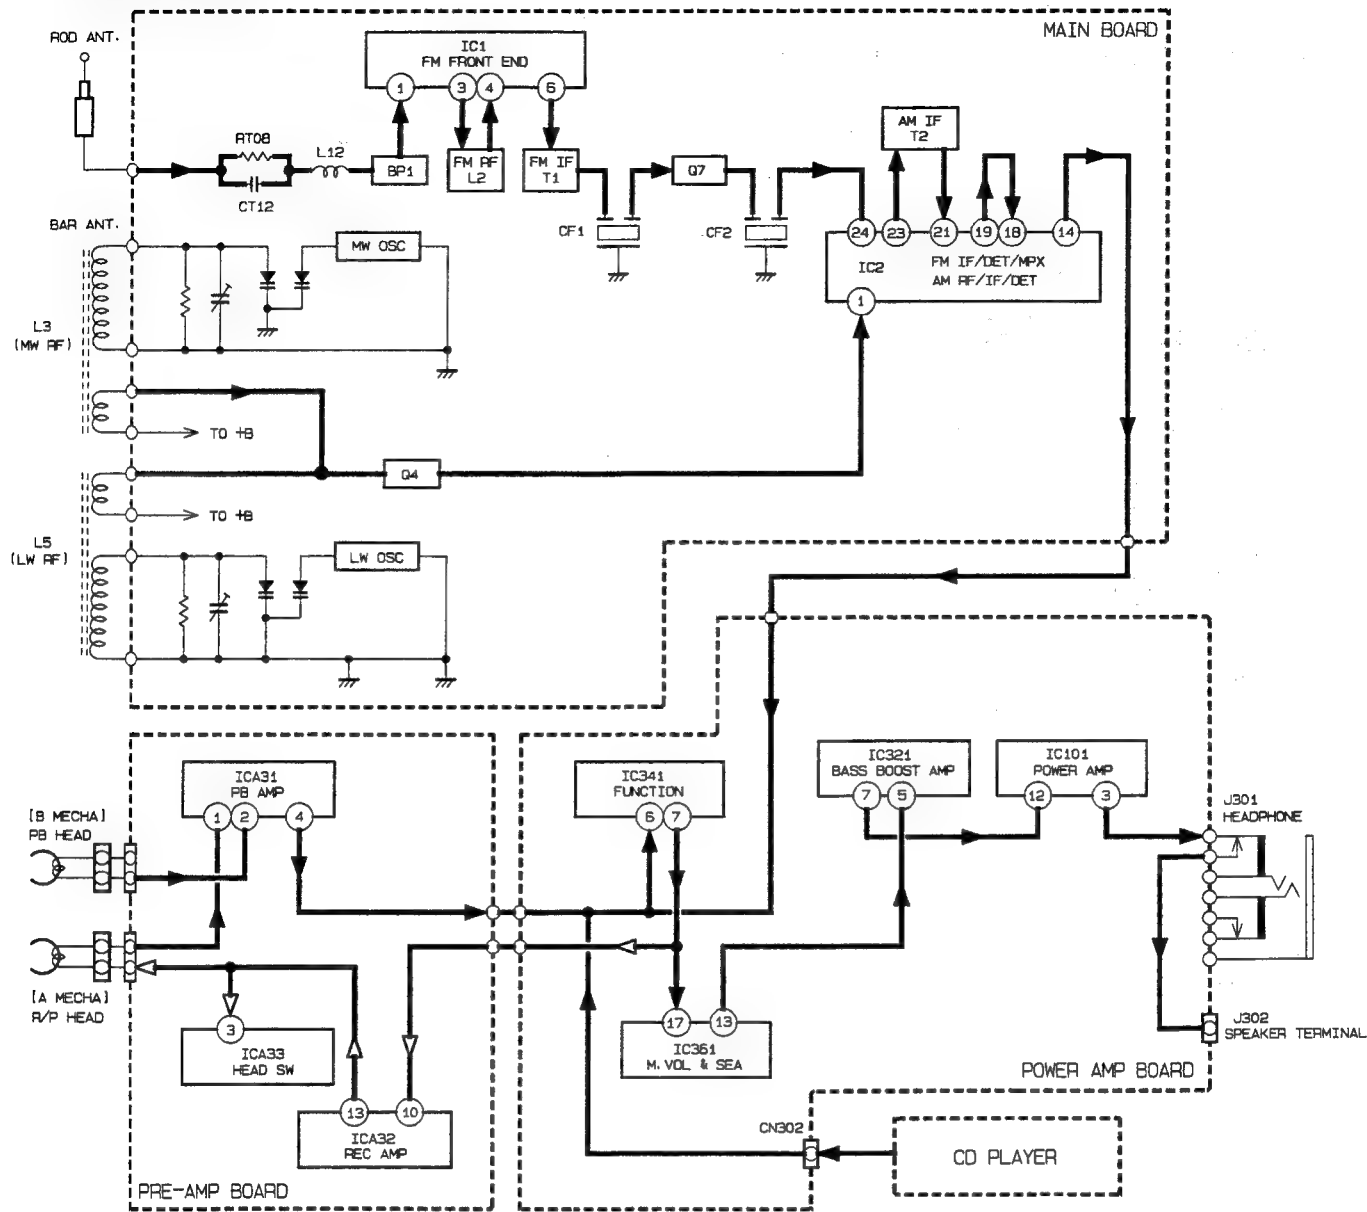 MAIN BOARD
ROD ANT.
IC1
FM FRONT END
1
3
4
6
RT08
L12
CT12
BP1
FM RF
L2
FM IF
T1
Q7
CF1
CF2
AM IF
T2
24
23
21
19
18
14
IC2
FM IF/DET/MPX
AM RF/IF/DET
1
BAR ANT.
MW OSC
L3
(MW RF)
TO +B
Q4
TO +B
L5
(LW RF)
LW OSC
ICA31
PB AMP
1
2
4
[B MECHA]
PB HEAD
[A MECHA]
R/P HEAD
3
ICA33
HEAD SW
13
10
ICA32
REC AMP
PRE-AMP BOARD
IC341
FUNCTION
6
7
17
13
IC361
M. VOL & SEA
IC321
BASS BOOST AMP
7
5
IC101
POWER AMP
12
3
J301
HEADPHONE
J302
SPEAKER TERMINAL
POWER AMP BOARD
CN302
CD PLAYER